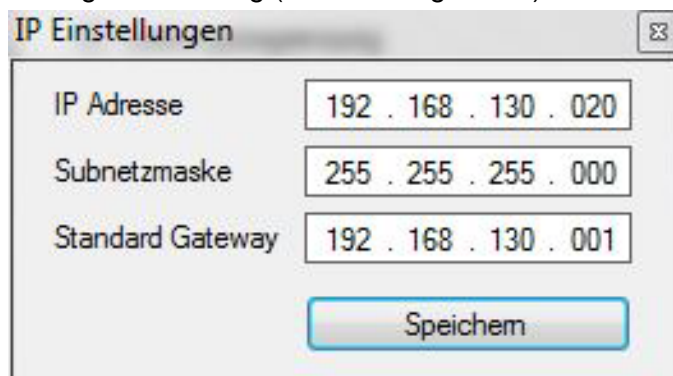 IP Einstellungen
IP Adresse 192 . 168 . 130 . 020
Subnetzmaske 255 . 255 . 255 . 000
Standard Gateway 192 . 168 . 130 . 001
Speichern